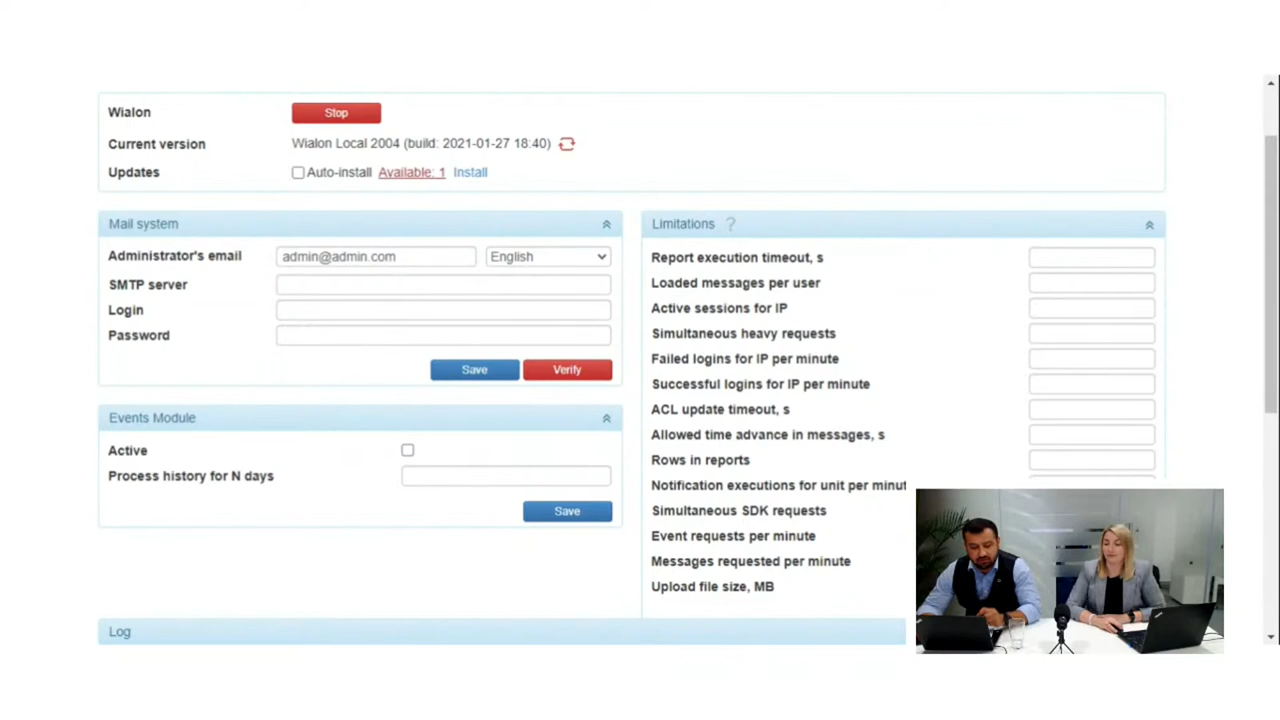 Wialon Stop
Current version Wialon Local 2004 (build: 2021-01-27 18:40)
Updates Auto-install Available: 1 Install
Mail system
Administrator's email admin@admin.com English
SMTP server
Login
Password
Save Verify
Events Module
Active
Process history for N days
Save
Limitations ?
Report execution timeout, s
Loaded messages per user
Active sessions for IP
Simultaneous heavy requests
Failed logins for IP per minute
Successful logins for IP per minute
ACL update timeout, s
Allowed time advance in messages, s
Rows in reports
Notification executions for unit per minut
Simultaneous SDK requests
Event requests per minute
Messages requested per minute
Upload file size, MB
Log